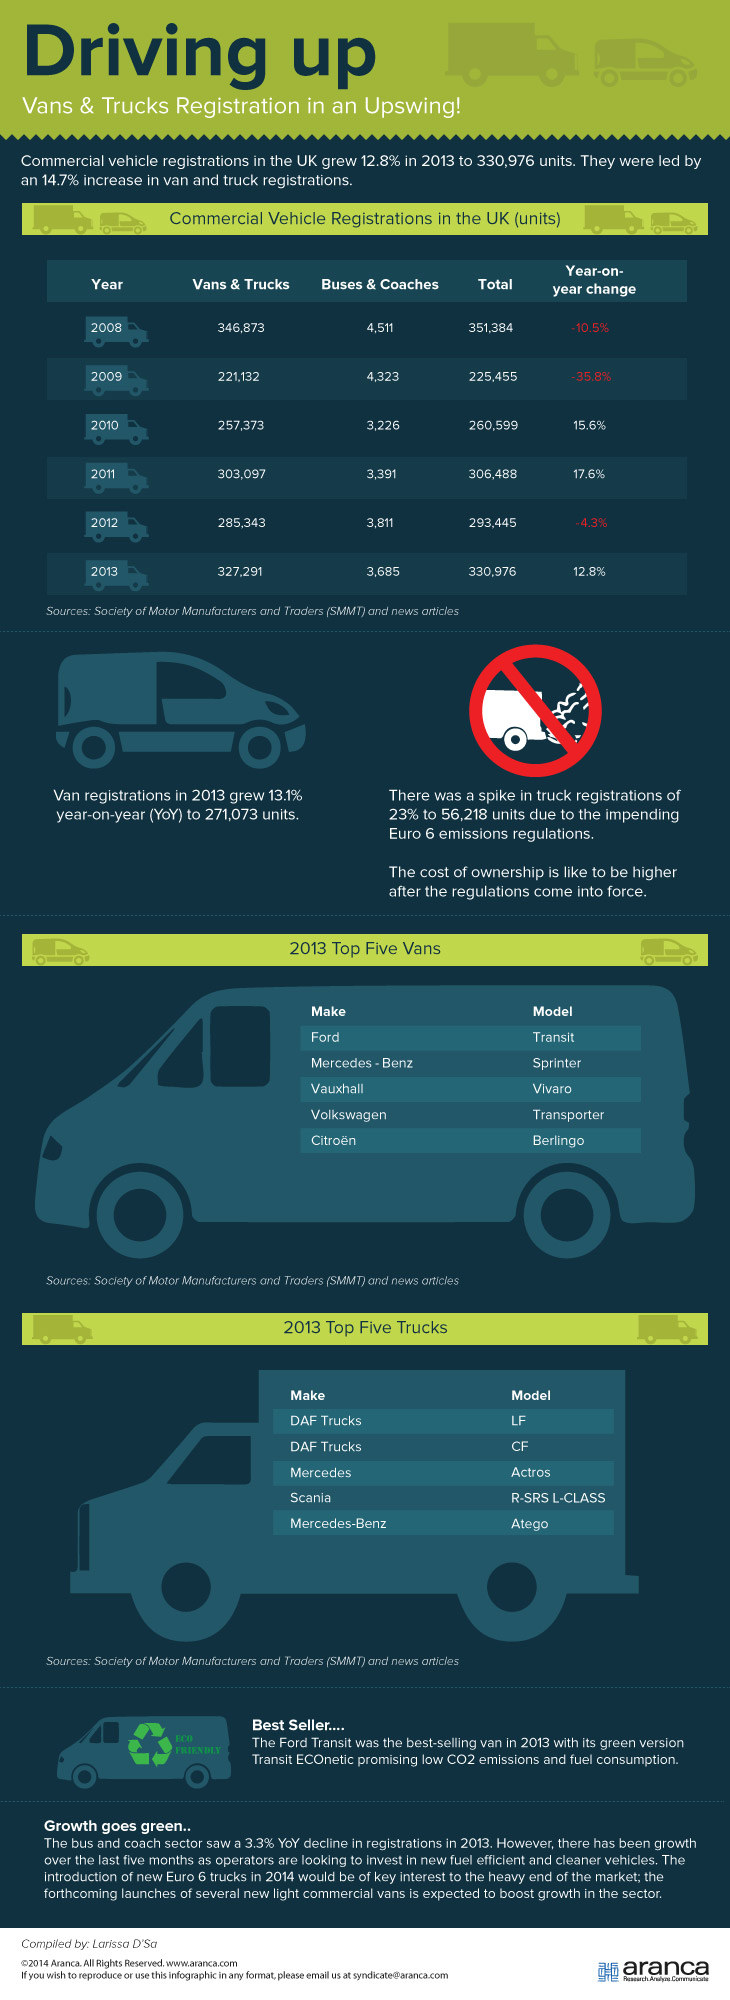 Driving up
Vans & Trucks Registration in an Upswing!
Commercial vehicle registrations in the UK grew 12.8% in 2013 to 330,976 units. They were led by
an 14.7% increase in van and truck registrations.
Commercial Vehicle Registrations in the UK (units)
Year Vans & Trucks Buses & Coaches Total Year-on-
year change
2008 346,873 4,511 351,384 -10.5%
2009 221,132 4,323 225,455 -35.8%
2010 257,373 3,226 260,599 15.6%
2011 303,097 3,391 306,488 17.6%
2012 285,343 3,811 293,445 -4.3%
2013 327,291 3,685 330,976 12.8%
Sources: Society of Motor Manufacturers and Traders (SMMT) and news articles
Van registrations in 2013 grew 13.1%
year-on-year (YoY) to 271,073 units.
There was a spike in truck registrations of
23% to 56,218 units due to the impending
Euro 6 emissions regulations.
The cost of ownership is like to be higher
after the regulations come into force.
2013 Top Five Vans
Make Model
Ford Transit
Mercedes - Benz Sprinter
Vauxhall Vivaro
Volkswagen Transporter
Citroën Berlingo
Sources: Society of Motor Manufacturers and Traders (SMMT) and news articles
2013 Top Five Trucks
Make Model
DAF Trucks LF
DAF Trucks CF
Mercedes Actros
Scania R-SRS L-CLASS
Mercedes-Benz Atego
Sources: Society of Motor Manufacturers and Traders (SMMT) and news articles
ECO
FRIENDLY
Best Seller....
The Ford Transit was the best-selling van in 2013 with its green version
Transit ECOnetic promising low CO2 emissions and fuel consumption.
Growth goes green..
The bus and coach sector saw a 3.3% YoY decline in registrations in 2013. However, there has been growth
over the last five months as operators are looking to invest in new fuel efficient and cleaner vehicles. The
introduction of new Euro 6 trucks in 2014 would be of key interest to the heavy end of the market; the
forthcoming launches of several new light commercial vans is expected to boost growth in the sector.
Compiled by: Larissa D'Sa
©2014 Aranca. All Rights Reserved. www.aranca.com
If you wish to reproduce or use this infographic in any format, please email us at syndicate@aranca.com
aranca
Research.Analyze.Communicate